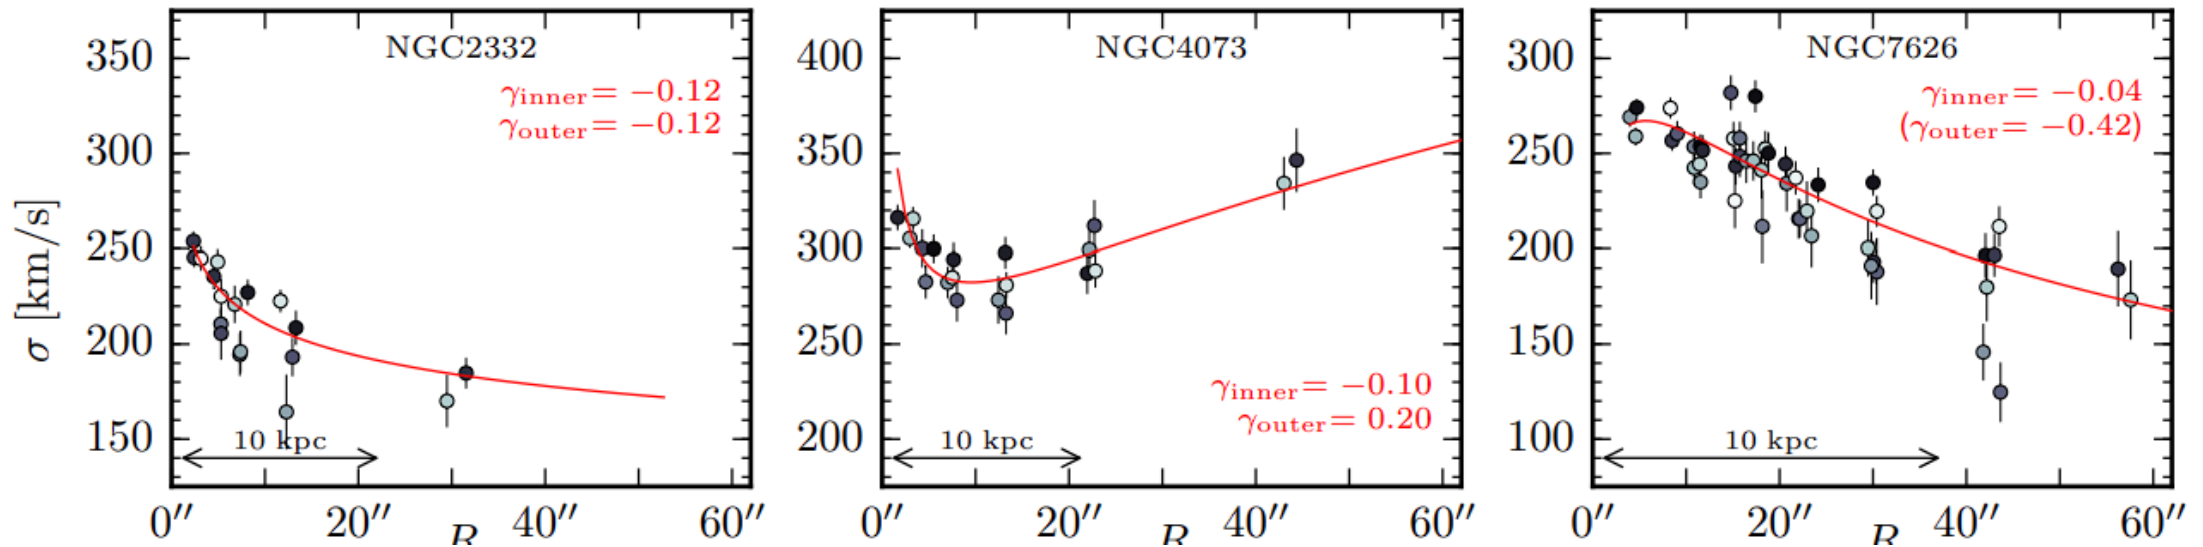 NGC2332
γinner= −0.12
γouter= −0.12
350
300
250
200
150
σ [km/s]
10 kpc
0″
20″
40″
60″
R
NGC4073
400
350
300
250
200
γinner= −0.10
γouter= 0.20
10 kpc
0″
20″
40″
60″
R
NGC7626
γinner= −0.04
(γouter= −0.42)
300
250
200
150
100
10 kpc
0″
20″
40″
60″
R